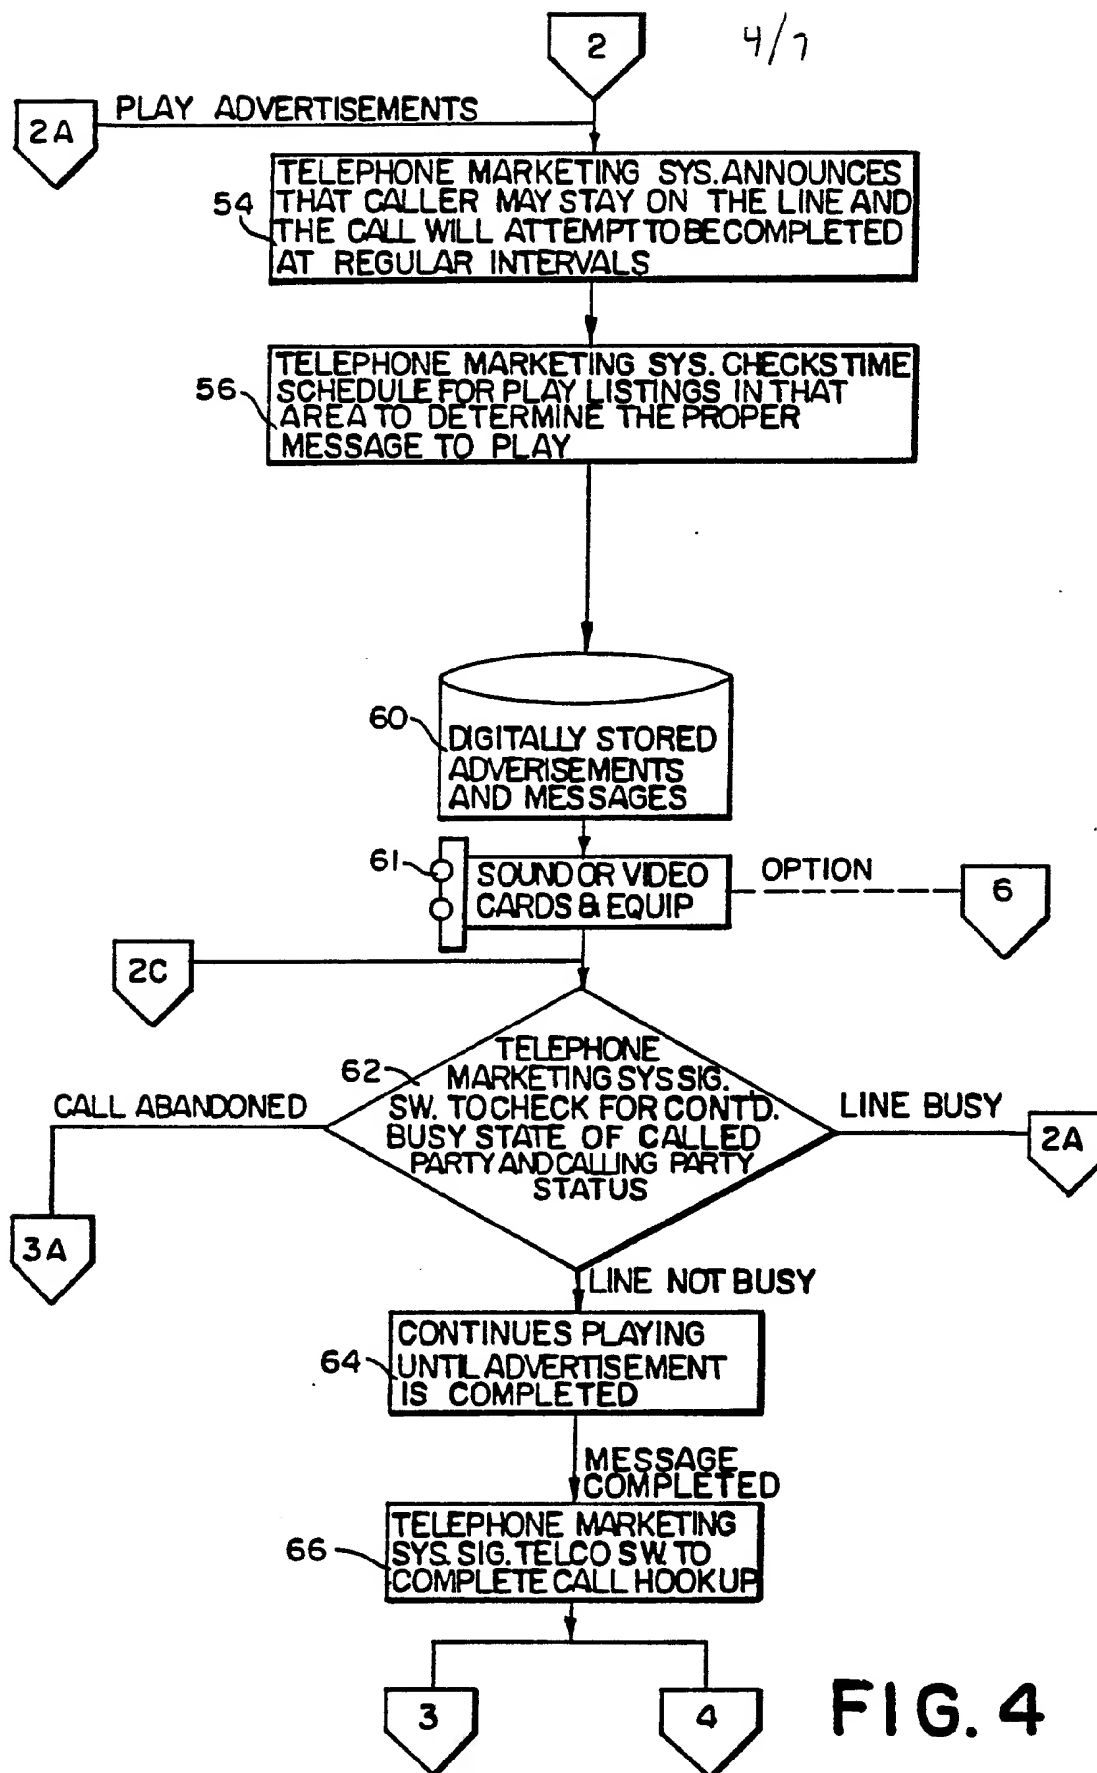 2
4/7
2A
PLAY ADVERTISEMENTS
54
TELEPHONE MARKETING SYS. ANNOUNCES
THAT CALLER MAY STAY ON THE LINE AND
THE CALL WILL ATTEMPT TO BE COMPLETED
AT REGULAR INTERVALS
56
TELEPHONE MARKETING SYS. CHECKS TIME
SCHEDULE FOR PLAY LISTINGS IN THAT
AREA TO DETERMINE THE PROPER
MESSAGE TO PLAY
60
DIGITALLY STORED
ADVERISEMENTS
AND MESSAGES
61
SOUND OR VIDEO
CARDS & EQUIP
OPTION
6
2C
62
TELEPHONE
MARKETING SYS SIG.
SW. TO CHECK FOR CONT'D.
BUSY STATE OF CALLED
PARTY AND CALLING PARTY
STATUS
CALL ABANDONED
3A
LINE BUSY
2A
LINE NOT BUSY
64
CONTINUES PLAYING
UNTIL ADVERTISEMENT
IS COMPLETED
MESSAGE
COMPLETED
66
TELEPHONE MARKETING
SYS. SIG. TELCO SW. TO
COMPLETE CALL HOOKUP
3
4
FIG. 4